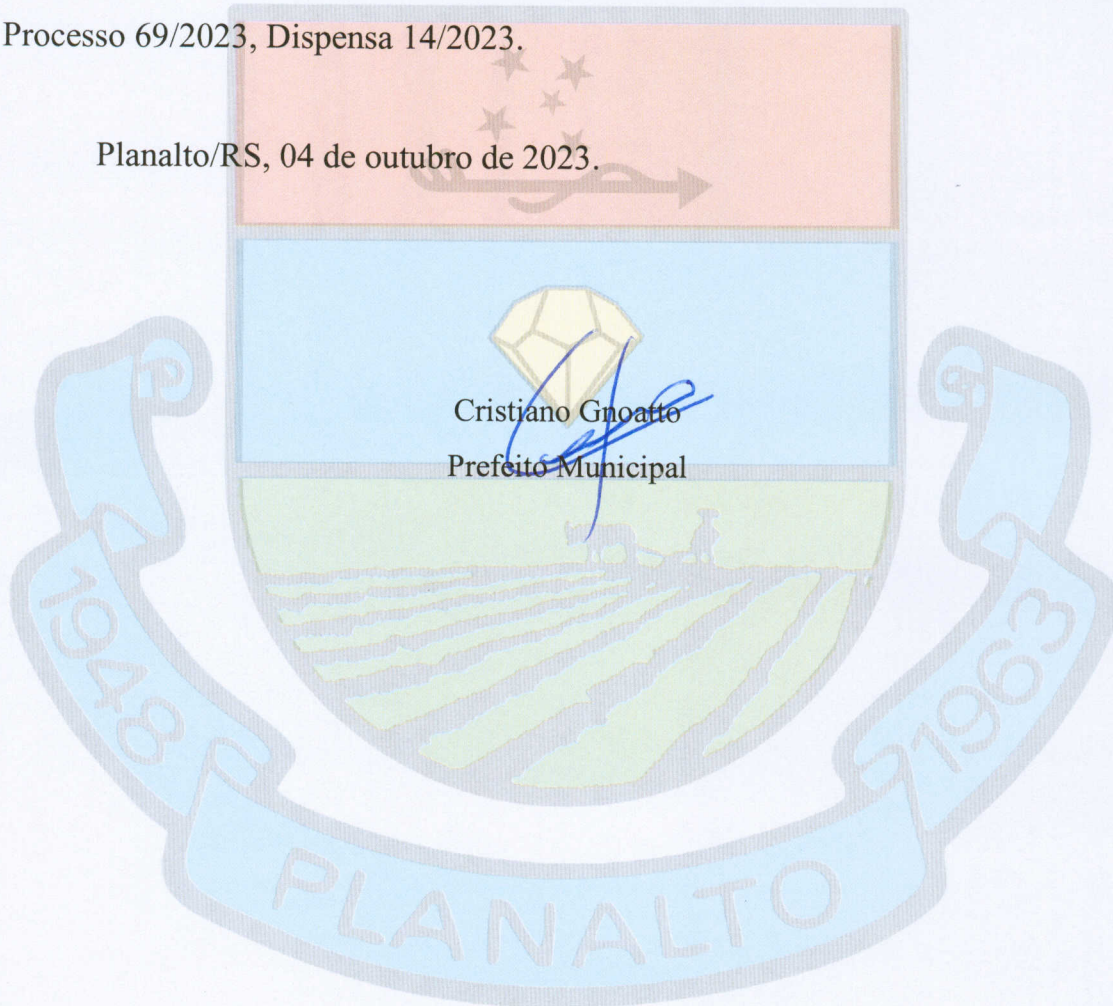 Processo 69/2023, Dispensa 14/2023.
Planalto/RS, 04 de outubro de 2023.
Cristiano Gnoatto
Prefeito Municipal
1948
PLANALTO
1963